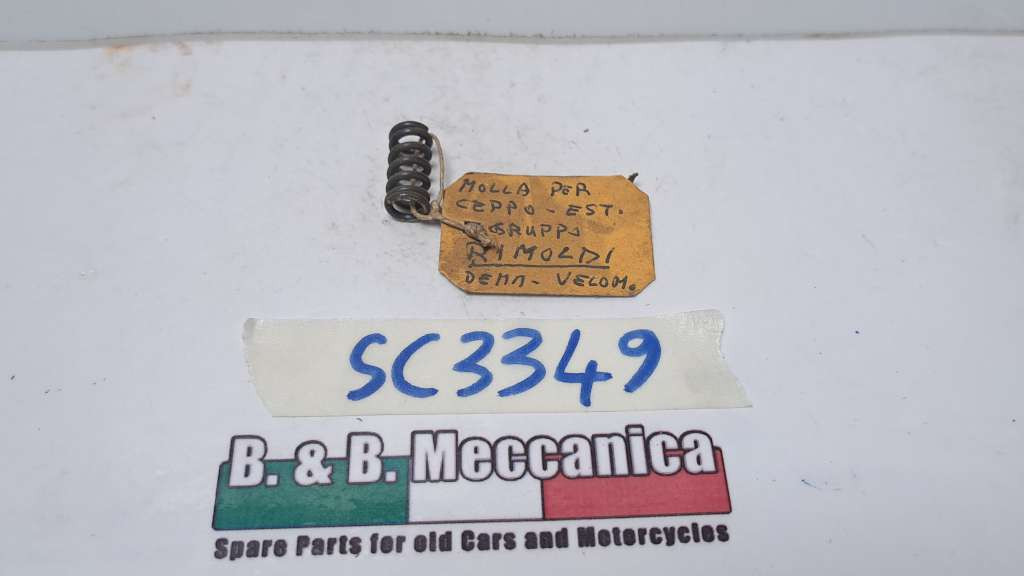 MOLLA PER
CEPPO - EST.
GRUPPO
RIMOLDI
DEMM - VELOM.
SC3349
B. & B. Meccanica
Spare Parts for old Cars and Motorcycles